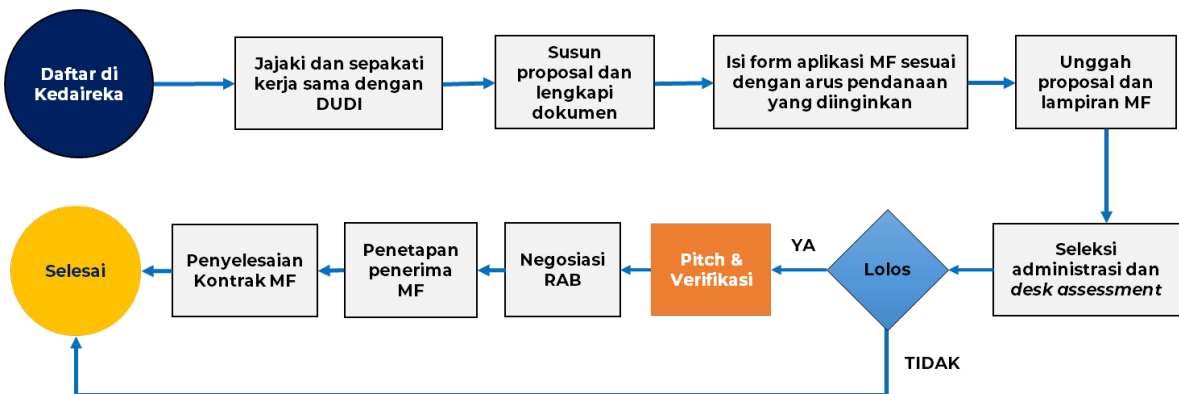 Daftar di
Kedaireka
Jajaki dan sepakati
kerja sama dengan
DUDI
Susun
proposal dan
lengkapi
dokumen
Isi form aplikasi MF sesuai
dengan arus pendanaan
yang diinginkan
Unggah
proposal dan
lampiran MF
Seleksi
administrasi dan
desk assessment
Lolos
YA
TIDAK
Pitch &
Verifikasi
Negosiasi
RAB
Penetapan
penerima
MF
Penyelesaian
Kontrak MF
Selesai